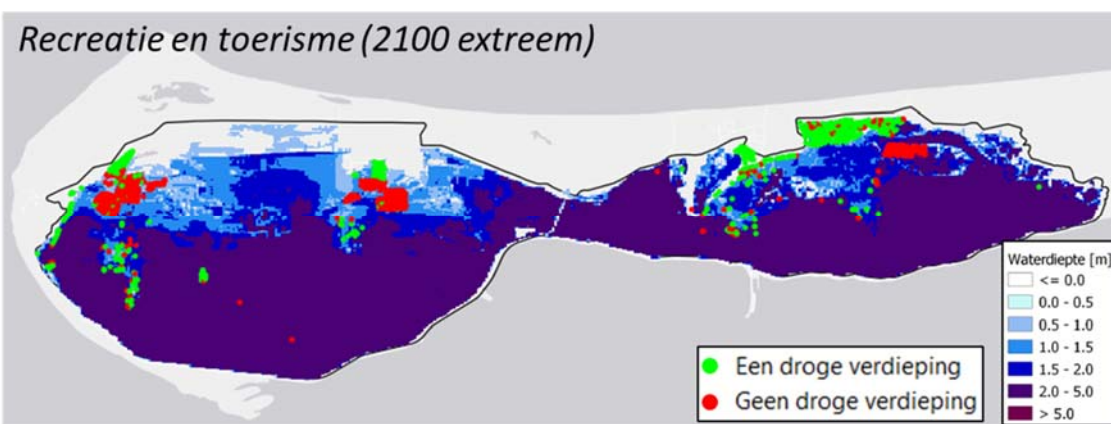 Recreatie en toerisme (2100 extreem)
Waterdiepte [m]
<= 0.0
0.0 - 0.5
0.5 - 1.0
1.0 - 1.5
1.5 - 2.0
2.0 - 5.0
> 5.0
Een droge verdieping
Geen droge verdieping